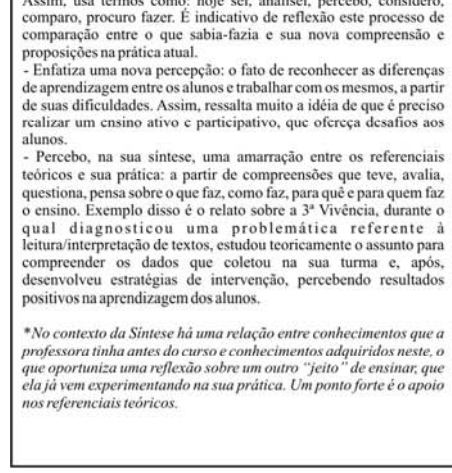 Assim, usa termos como: hoje sei, analisei, percebo, considero,
comparo, procuro fazer. É indicativo de reflexão este processo de
comparação entre o que sabia-fazia e sua nova compreensão e
proposições na prática atual.
- Enfatiza uma nova percepção: o fato de reconhecer as diferenças
de aprendizagem entre os alunos e trabalhar com os mesmos, a partir
de suas dificuldades. Assim, ressalta muito a idéia de que é preciso
realizar um ensino ativo e participativo, que ofereça desafios aos
alunos.
- Percebo, na sua síntese, uma amarração entre os referenciais
teóricos e sua prática: a partir de compreensões que teve, avalia,
questiona, pensa sobre o que faz, como faz, para quê e para quem faz
o ensino. Exemplo disso é o relato sobre a 3ª Vivência, durante o
qual diagnosticou uma problemática referente à
leitura/interpretação de textos, estudou teoricamente o assunto para
compreender os dados que coletou na sua turma e, após,
desenvolveu estratégias de intervenção, percebendo resultados
positivos na aprendizagem dos alunos.
*No contexto da Síntese há uma relação entre conhecimentos que a
professora tinha antes do curso e conhecimentos adquiridos neste, o
que oportuniza uma reflexão sobre um outro "jeito" de ensinar, que
ela já vem experimentando na sua prática. Um ponto forte é o apoio
nos referenciais teóricos.